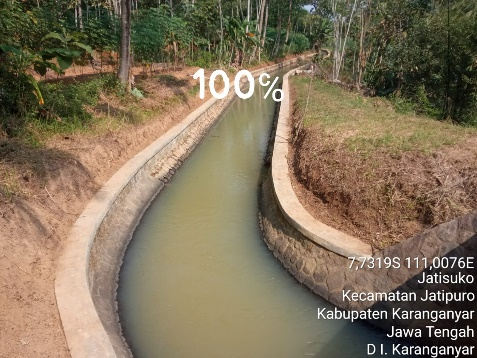 100%
7,7319S 111,0076E
Jatisuko
Kecamatan Jatipuro
Kabupaten Karanganyar
Jawa Tengah
D I. Karanganyar